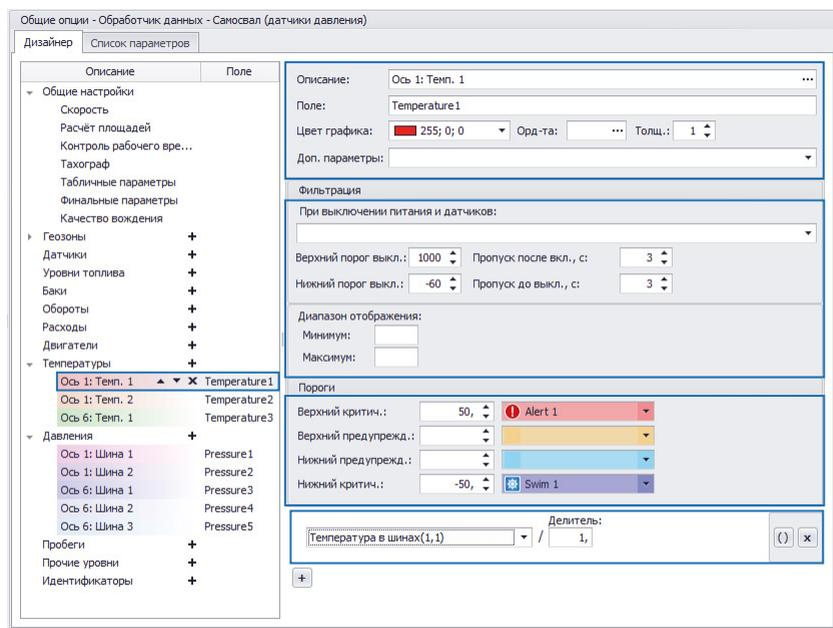 Общие опции - Обработчик данных - Самосвал (датчики давления)
Дизайнер Список параметров
Описание Поле
Общие настройки
Скорость
Расчёт площадей
Контроль рабочего вре...
Тахограф
Табличные параметры
Финальные параметры
Качество вождения
Геозоны +
Датчики +
Уровни топлива +
Баки +
Обороты +
Расходы +
Двигатели +
Температуры +
Ось 1: Темп. 1 Temperature1
Ось 1: Темп. 2 Temperature2
Ось 6: Темп. 1 Temperature3
Давления +
Ось 1: Шина 1 Pressure1
Ось 1: Шина 2 Pressure2
Ось 6: Шина 1 Pressure3
Ось 6: Шина 2 Pressure4
Ось 6: Шина 3 Pressure5
Пробеги +
Прочие уровни +
Идентификаторы +
Описание: Ось 1: Темп. 1 ...
Поле: Temperature1
Цвет графика: 255; 0; 0 Орд-та: ... Толщ.: 1
Доп. параметры:
Фильтрация
При выключении питания и датчиков:
Верхний порог выкл.: 1000 Пропуск после вкл., с: 3
Нижний порог выкл.: -60 Пропуск до выкл., с: 3
Диапазон отображения:
Минимум:
Максимум:
Пороги
Верхний критич.: 50, Alert 1
Верхний предупрежд.:
Нижний предупрежд.:
Нижний критич.: -50, Swim 1
Делитель:
Температура в шинах(1,1) / 1, () x
+